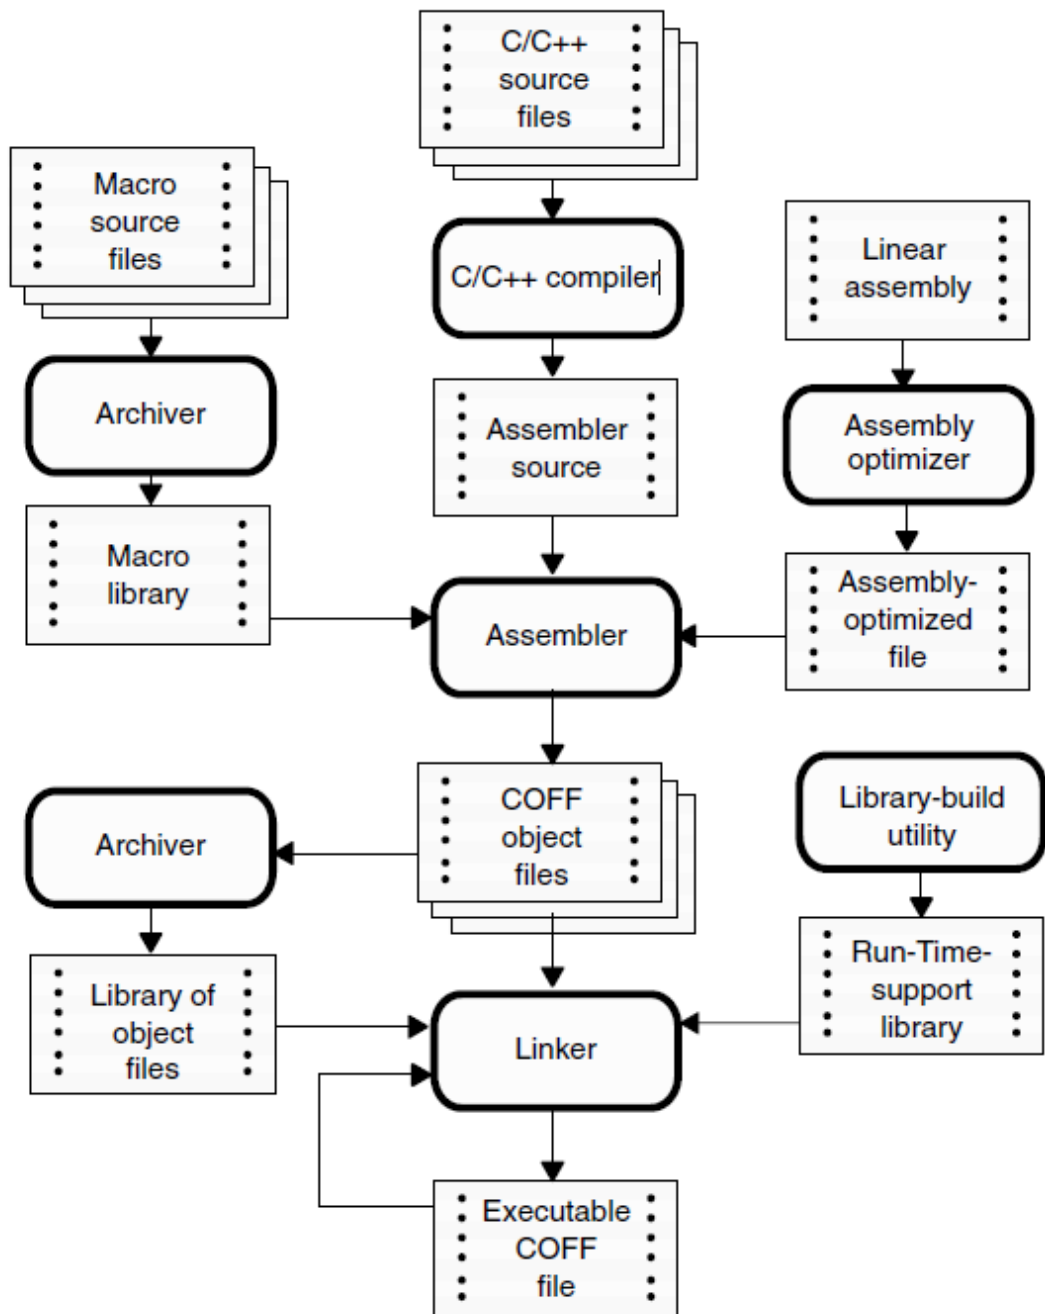 C/C++
source
files
Macro
source
files
C/C++ compiler
Linear
assembly
Archiver
Assembler
source
Assembly
optimizer
Macro
library
Assembler
Assembly-
optimized
file
Archiver
COFF
object
files
Library-build
utility
Library of
object
files
Linker
Run-Time-
support
library
Executable
COFF
file